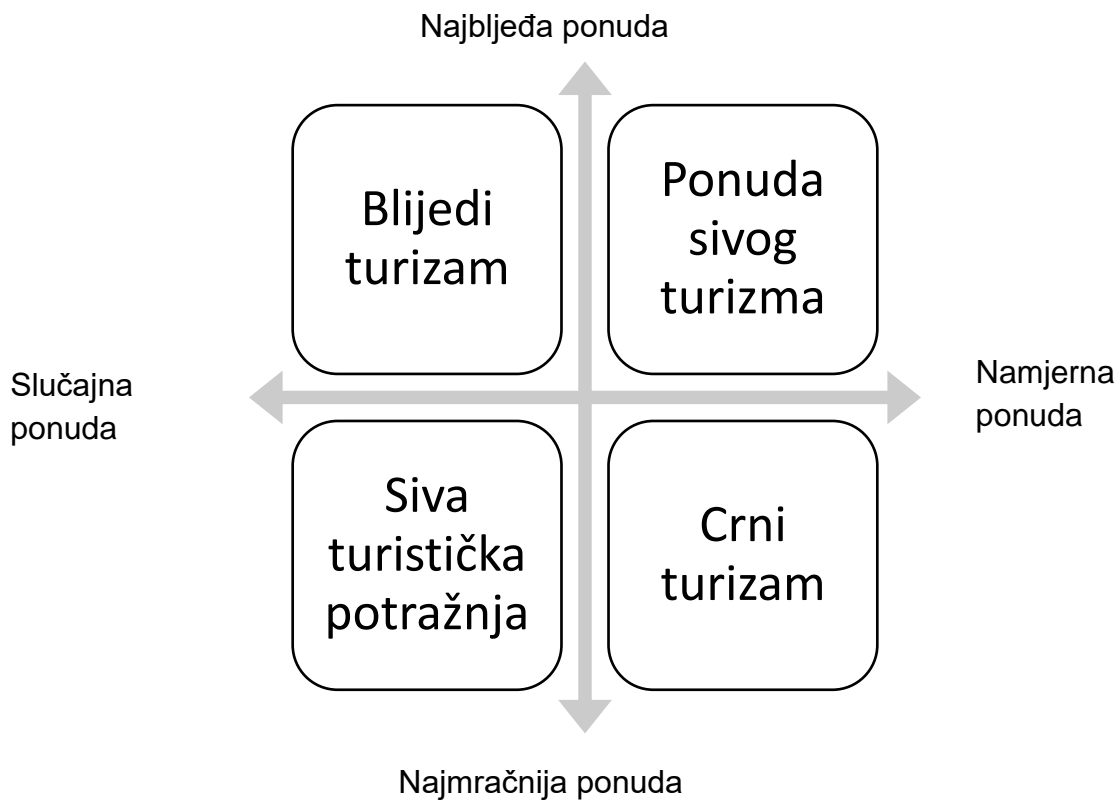 Najbljeđa ponuda
Blijedi
turizam
Ponuda
sivog
turizma
Slučajna
ponuda
Namjerna
ponuda
Siva
turistička
potražnja
Crni
turizam
Najmračnija ponuda